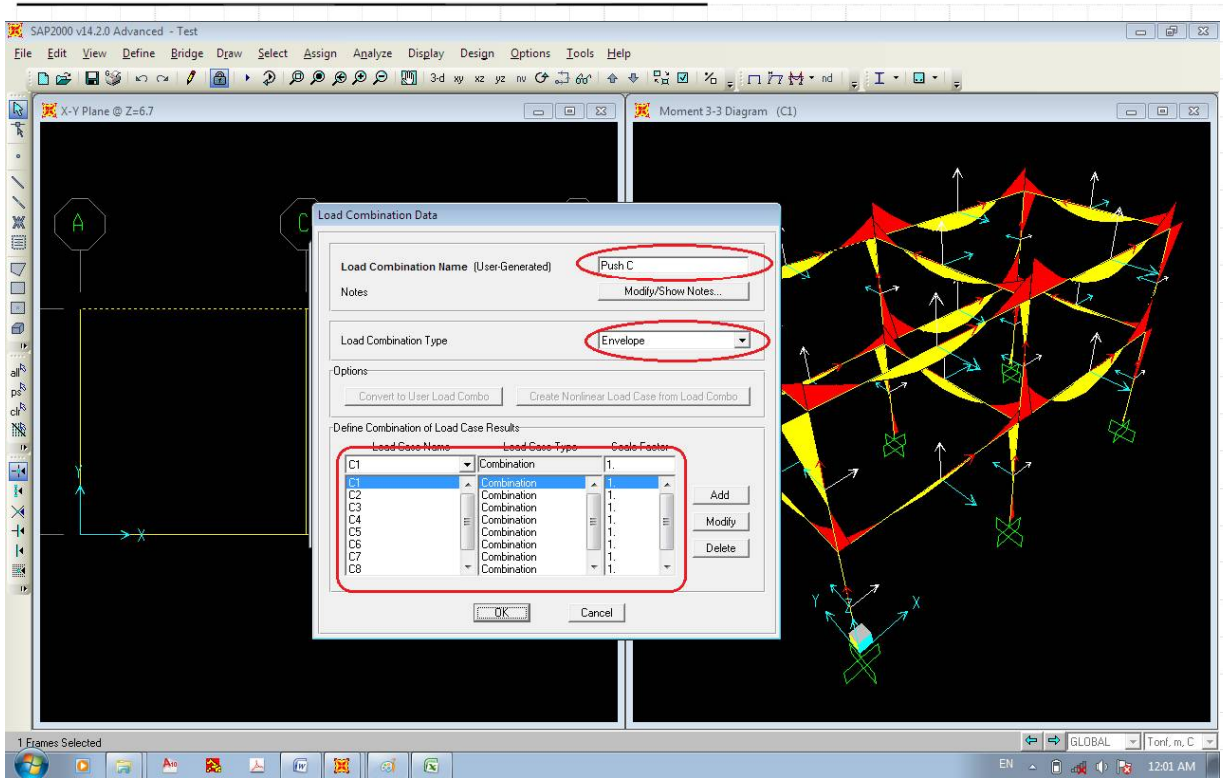 SAP2000 v14.2.0 Advanced - Test
File Edit View Define Bridge Draw Select Assign Analyze Display Design Options Tools Help
3-d xy xz yz nv nd
X-Y Plane @ Z=6.7
Moment 3-3 Diagram (C1)
A
C
Load Combination Data
Load Combination Name (User-Generated) Push C
Notes Modify/Show Notes...
Load Combination Type Envelope
Options
Convert to User Load Combo Create Nonlinear Load Case from Load Combo
Define Combination of Load Case Results
Load Case Name Load Case Type Scale Factor
C1 Combination 1.
C1 Combination 1.
C2 Combination 1.
C3 Combination 1.
C4 Combination 1.
C5 Combination 1.
C6 Combination 1.
C7 Combination 1.
C8 Combination 1.
Add
Modify
Delete
OK Cancel
all
ps
clr
Y
X
Y Z X
1 Frames Selected
GLOBAL Tonf, m, C
EN 12:01 AM